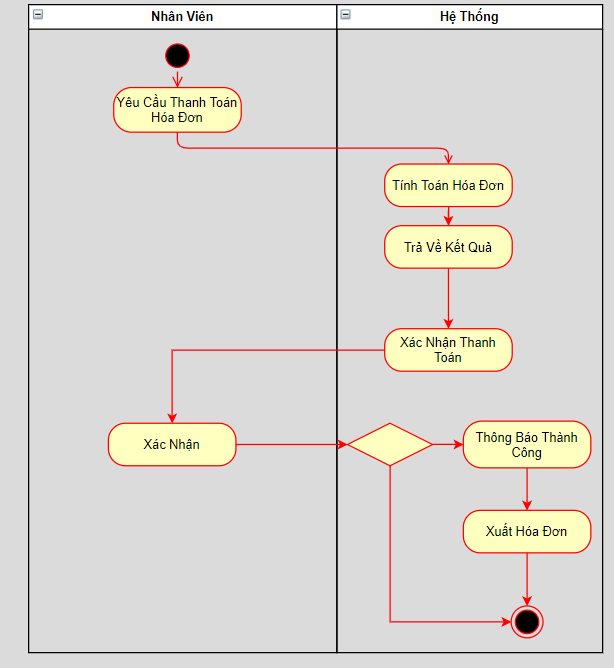 Nhân Viên
Hệ Thống
Yêu Cầu Thanh Toán
Hóa Đơn
Tính Toán Hóa Đơn
Trả Về Kết Quả
Xác Nhận Thanh
Toán
Xác Nhận
Thông Báo Thành
Công
Xuất Hóa Đơn